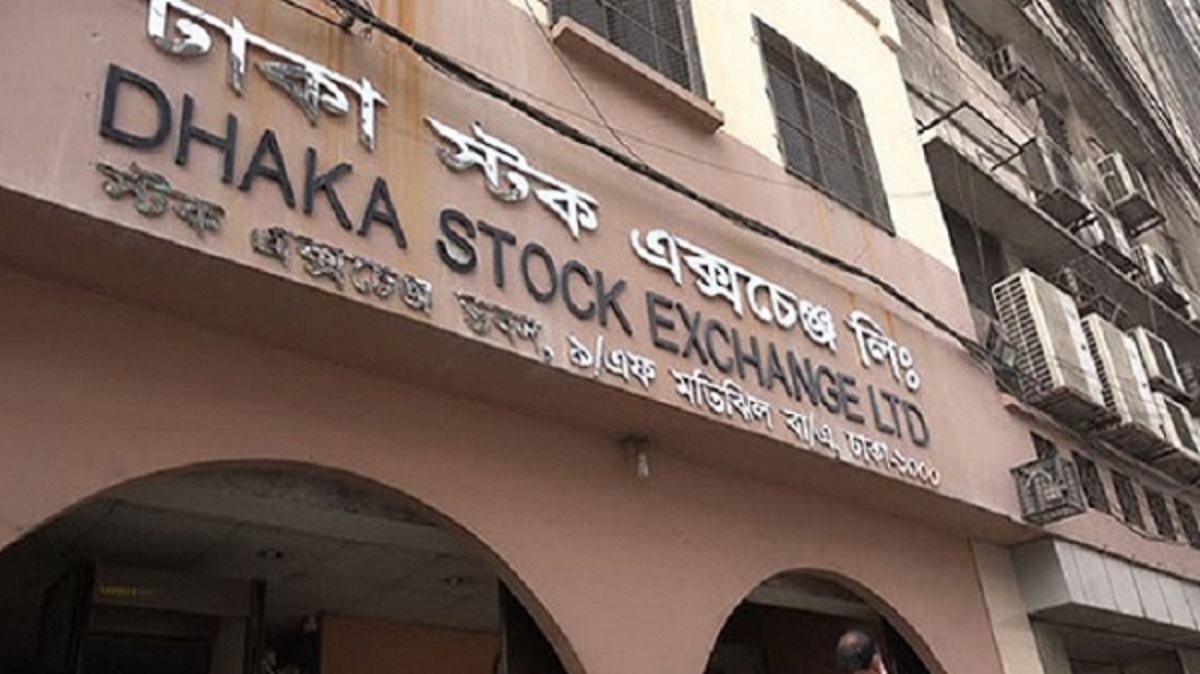 ঢাকা স্টক এক্সচেঞ্জ লিঃ
DHAKA STOCK EXCHANGE LTD
স্টক এক্সচেঞ্জ ভবন, ৯/এফ মতিঝিল বা/এ, ঢাকা-১০০০